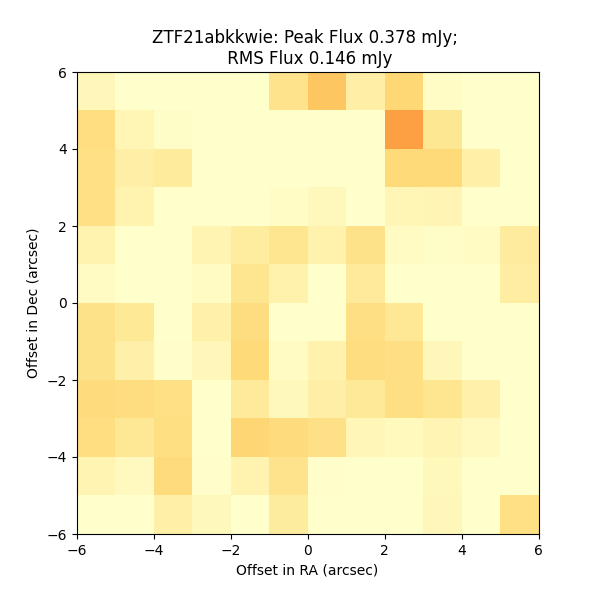 ZTF21abkkwie: Peak Flux 0.378 mJy;
RMS Flux 0.146 mJy
6
4
2
0
−2
−4
−6
Offset in Dec (arcsec)
−6 −4 −2 0 2 4 6
Offset in RA (arcsec)